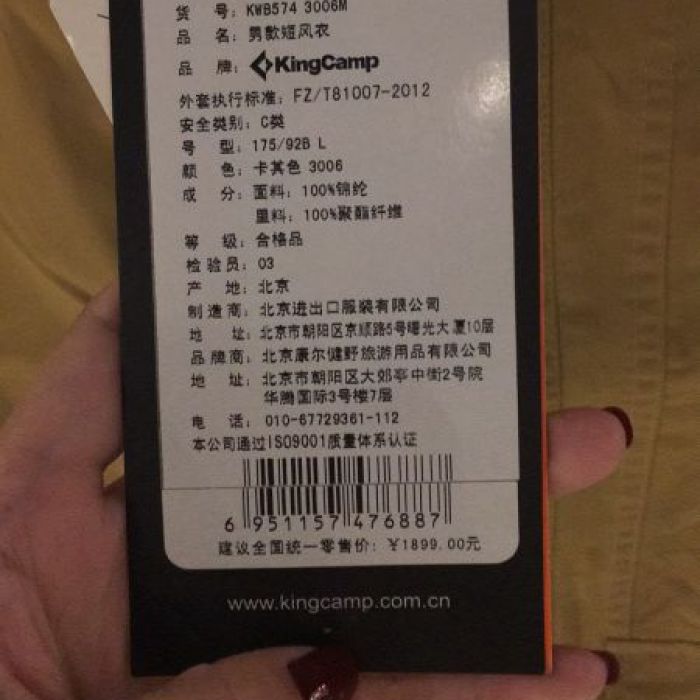 货 号: KWB574 3006M
品 名: 男款短风衣
品 牌: KingCamp
外套执行标准: FZ/T81007-2012
安全类别: C类
号 型: 175/92B L
颜 色: 卡其色 3006
成 分: 面料: 100%锦纶
里料: 100%聚酯纤维
等 级: 合格品
检验员: 03
产 地: 北京
制造商: 北京进出口服装有限公司
地 址: 北京市朝阳区京顺路5号曙光大厦10层
品牌商: 北京康尔健野旅游用品有限公司
地 址: 北京市朝阳区大郊亭中街2号院
华腾国际3号楼7层
电 话: 010-67729361-112
本公司通过ISO9001质量体系认证
6 951157 476887
建议全国统一零售价: ¥1899.00元
www.kingcamp.com.cn